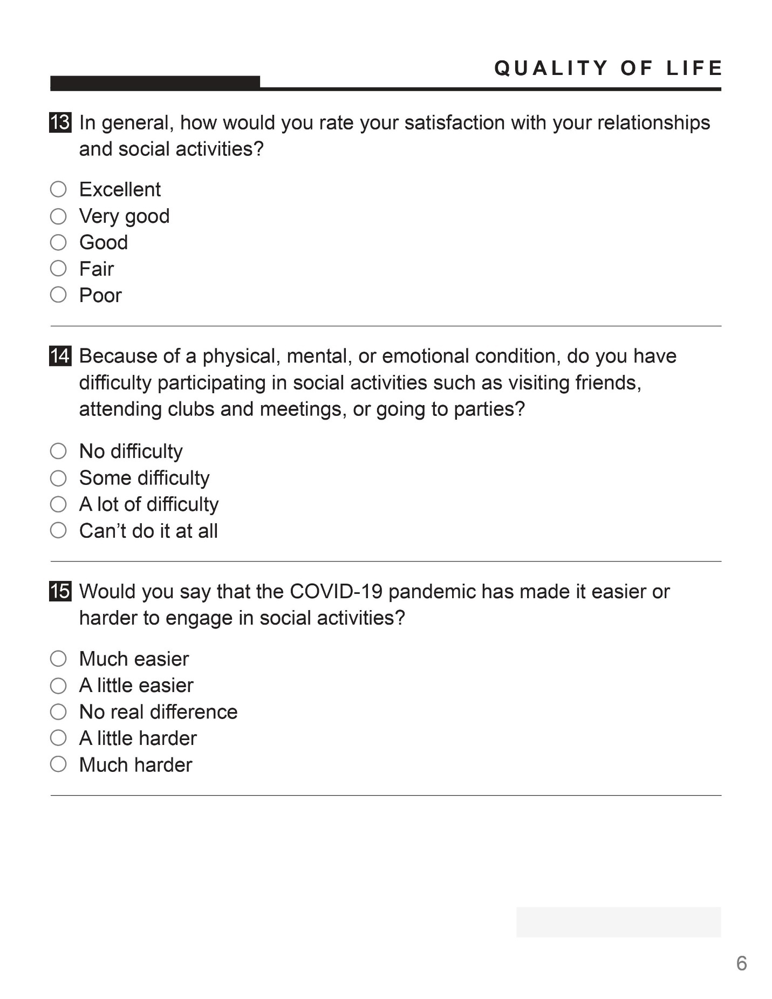 QUALITY OF LIFE
13 In general, how would you rate your satisfaction with your relationships
and social activities?
Excellent
Very good
Good
Fair
Poor
14 Because of a physical, mental, or emotional condition, do you have
difficulty participating in social activities such as visiting friends,
attending clubs and meetings, or going to parties?
No difficulty
Some difficulty
A lot of difficulty
Can’t do it at all
15 Would you say that the COVID-19 pandemic has made it easier or
harder to engage in social activities?
Much easier
A little easier
No real difference
A little harder
Much harder
6